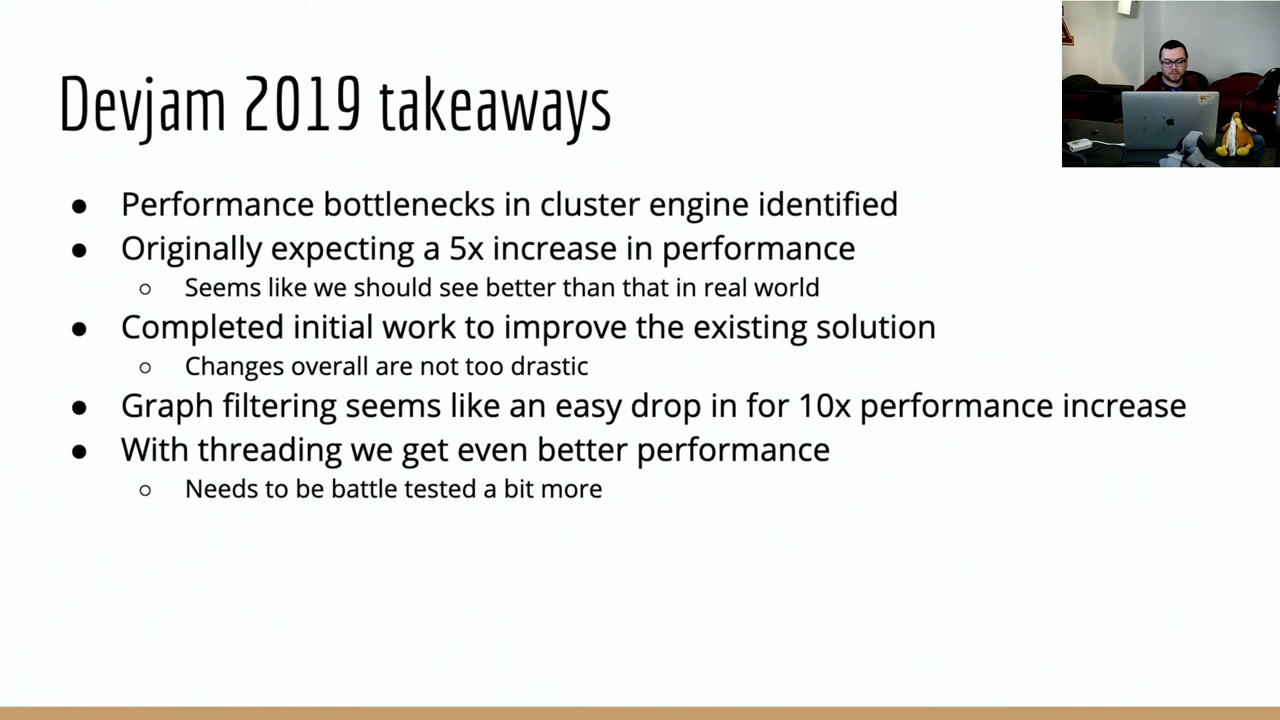 Devjam 2019 takeaways
● Performance bottlenecks in cluster engine identified
● Originally expecting a 5x increase in performance
○ Seems like we should see better than that in real world
● Completed initial work to improve the existing solution
○ Changes overall are not too drastic
● Graph filtering seems like an easy drop in for 10x performance increase
● With threading we get even better performance
○ Needs to be battle tested a bit more